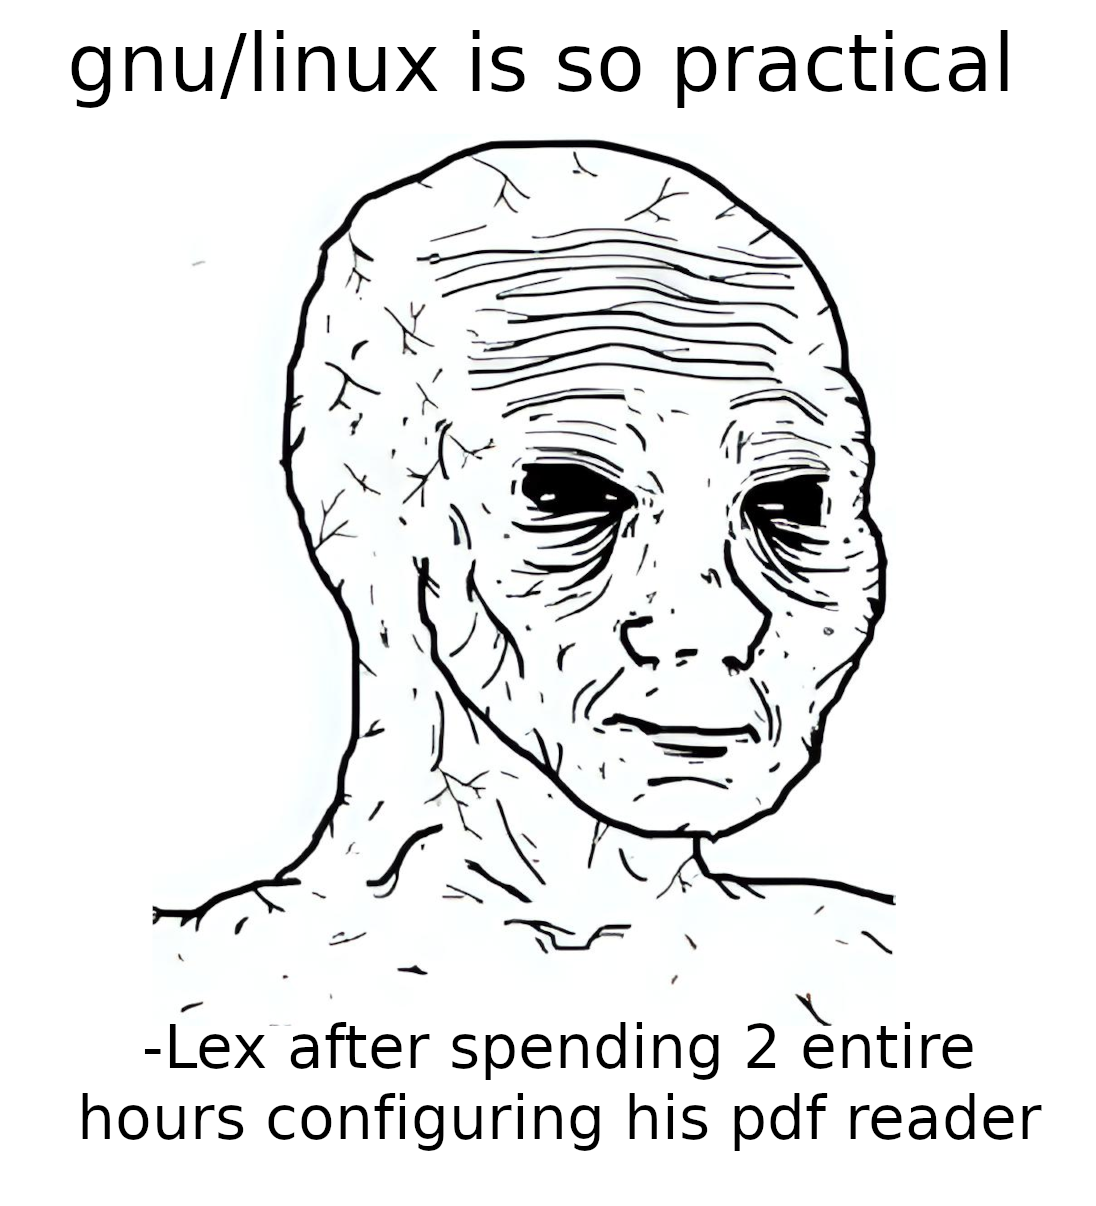 gnu/linux is so practical
-Lex after spending 2 entire
hours configuring his pdf reader